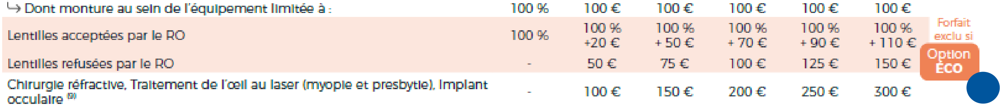 Dont monture au sein de l'équipement limitée à : 100 % 100 € 100 € 100 € 100 € 100 €
Lentilles acceptées par le RO 100 % 100 % +20 € 100 % + 50 € 100 % + 70 € 100 % + 90 € 100 % + 110 €
Forfait
exclu si
Option
ÉCO
Lentilles refusées par le RO - 50 € 75 € 100 € 125 € 150 €
Chirurgie réfractive, Traitement de l'œil au laser (myopie et presbytie), Implant
occulaire (9) - 100 € 150 € 200 € 250 € 300 €